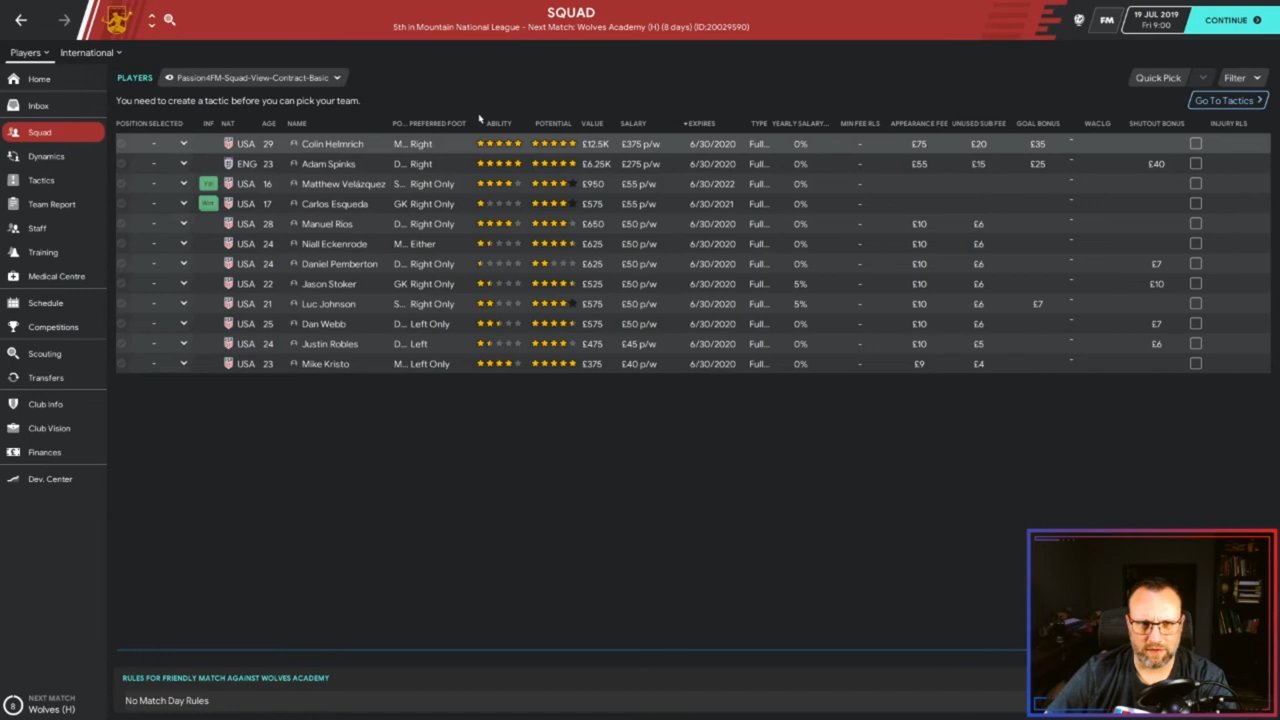 SQUAD
5th in Mountain National League - Next Match: Wolves Academy (H) (8 days) (ID:20029590)
FM
19 JUL 2019
FRI 9:00
CONTINUE
Players
International
Home
Inbox
Squad
Dynamics
Tactics
Team Report
Staff
Training
Medical Centre
Schedule
Competitions
Scouting
Transfers
Club Info
Club Vision
Finances
Dev. Center
8
NEXT MATCH
Wolves (H)
PLAYERS Passion4FM-Squad-View-Contract-Basic
Quick Pick
Filter
You need to create a tactic before you can pick your team.
Go To Tactics
POSITION SELECTED INF NAT AGE NAME PO... PREFERRED FOOT ABILITY POTENTIAL VALUE SALARY EXPIRES TYPE YEARLY SALARY... MIN FEE RLS APPEARANCE FEE UNUSED SUB FEE GOAL BONUS WACLG SHUTOUT BONUS INJURY RLS
- USA 29 Colin Helmrich M... Right £12.5K £375 p/w 6/30/2020 Full... 0% - £75 £20 £35 -
- ENG 23 Adam Spinks D... Right £6.25K £275 p/w 6/30/2020 Full... 0% - £55 £15 £25 - £40
- USA 16 Matthew Velázquez S... Right Only £950 £55 p/w 6/30/2022 Full... 0% - -
- USA 17 Carlos Esqueda GK Right Only £575 £55 p/w 6/30/2021 Full... 0% - -
- USA 28 Manuel Rios D... Right Only £650 £50 p/w 6/30/2020 Full... 0% - £10 £6 -
- USA 24 Niall Eckenrode M... Either £625 £50 p/w 6/30/2020 Full... 0% - £10 £6 -
- USA 24 Daniel Pemberton D... Right Only £625 £50 p/w 6/30/2020 Full... 0% - £10 £6 - £7
- USA 22 Jason Stoker GK Right Only £525 £50 p/w 6/30/2020 Full... 5% - £10 £6 - £10
- USA 21 Luc Johnson S... Right Only £575 £50 p/w 6/30/2020 Full... 5% - £10 £6 £7 -
- USA 25 Dan Webb D... Left Only £575 £50 p/w 6/30/2020 Full... 0% - £10 £6 - £7
- USA 24 Justin Robles D... Left £475 £45 p/w 6/30/2020 Full... 0% - £10 £5 - £6
- USA 23 Mike Kristo M... Left Only £375 £40 p/w 6/30/2020 Full... 0% - £9 £4 -
RULES FOR FRIENDLY MATCH AGAINST WOLVES ACADEMY
No Match Day Rules